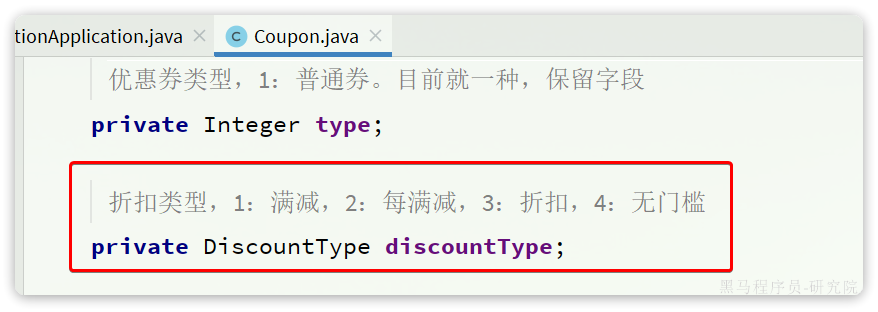 tionApplication.java
Coupon.java
优惠券类型，1：普通券。目前就一种，保留字段
private Integer type;
折扣类型，1：满减，2：每满减，3：折扣，4：无门槛
private DiscountType discountType;
黑马程序员-研究院